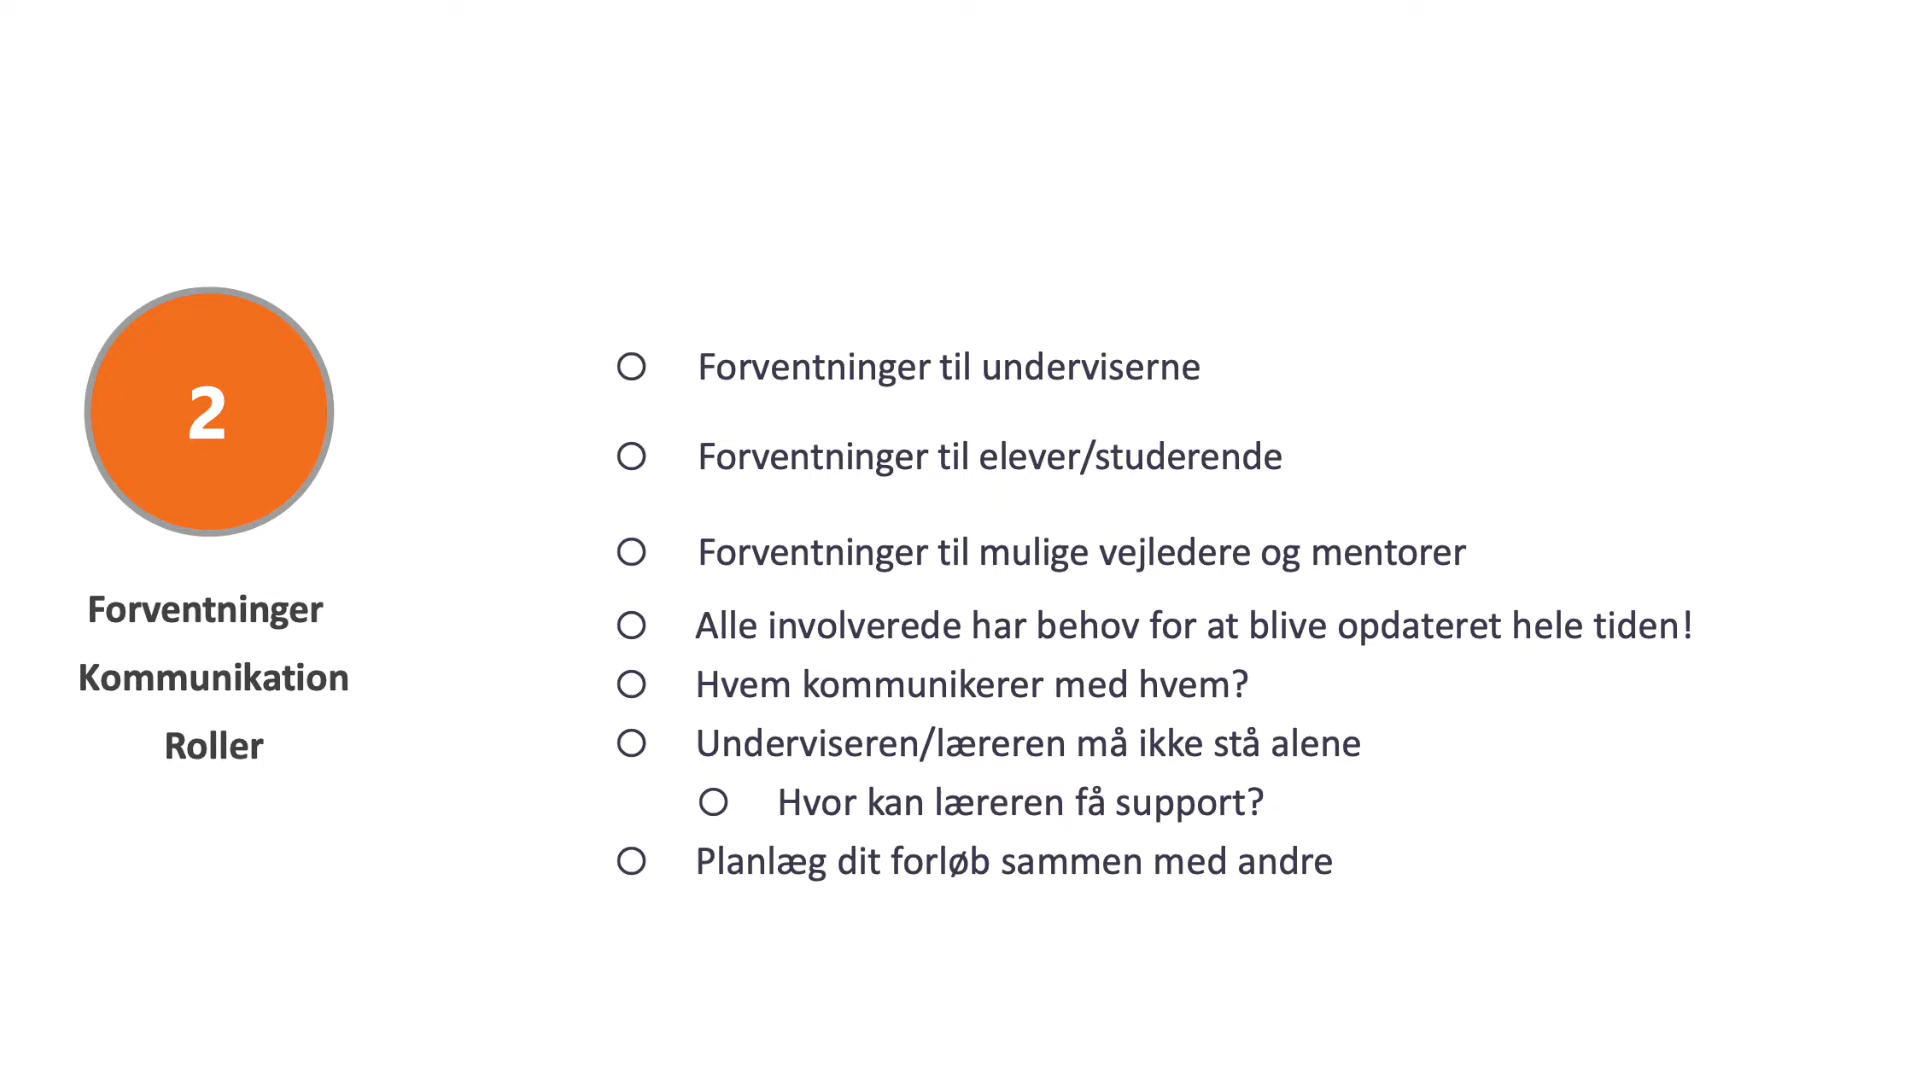 2
Forventninger
Kommunikation
Roller
Forventninger til underviserne
Forventninger til elever/studerende
Forventninger til mulige vejledere og mentorer
Alle involverede har behov for at blive opdateret hele tiden!
Hvem kommunikerer med hvem?
Underviseren/læreren må ikke stå alene
Hvor kan læreren få support?
Planlæg dit forløb sammen med andre